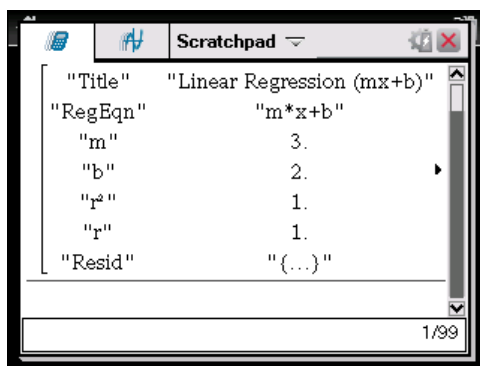 Scratchpad
"Title" "Linear Regression (mx+b)"
"RegEqn" "m*x+b"
"m" 3.
"b" 2.
"r²" 1.
"r" 1.
"Resid" "{...}"
1/99